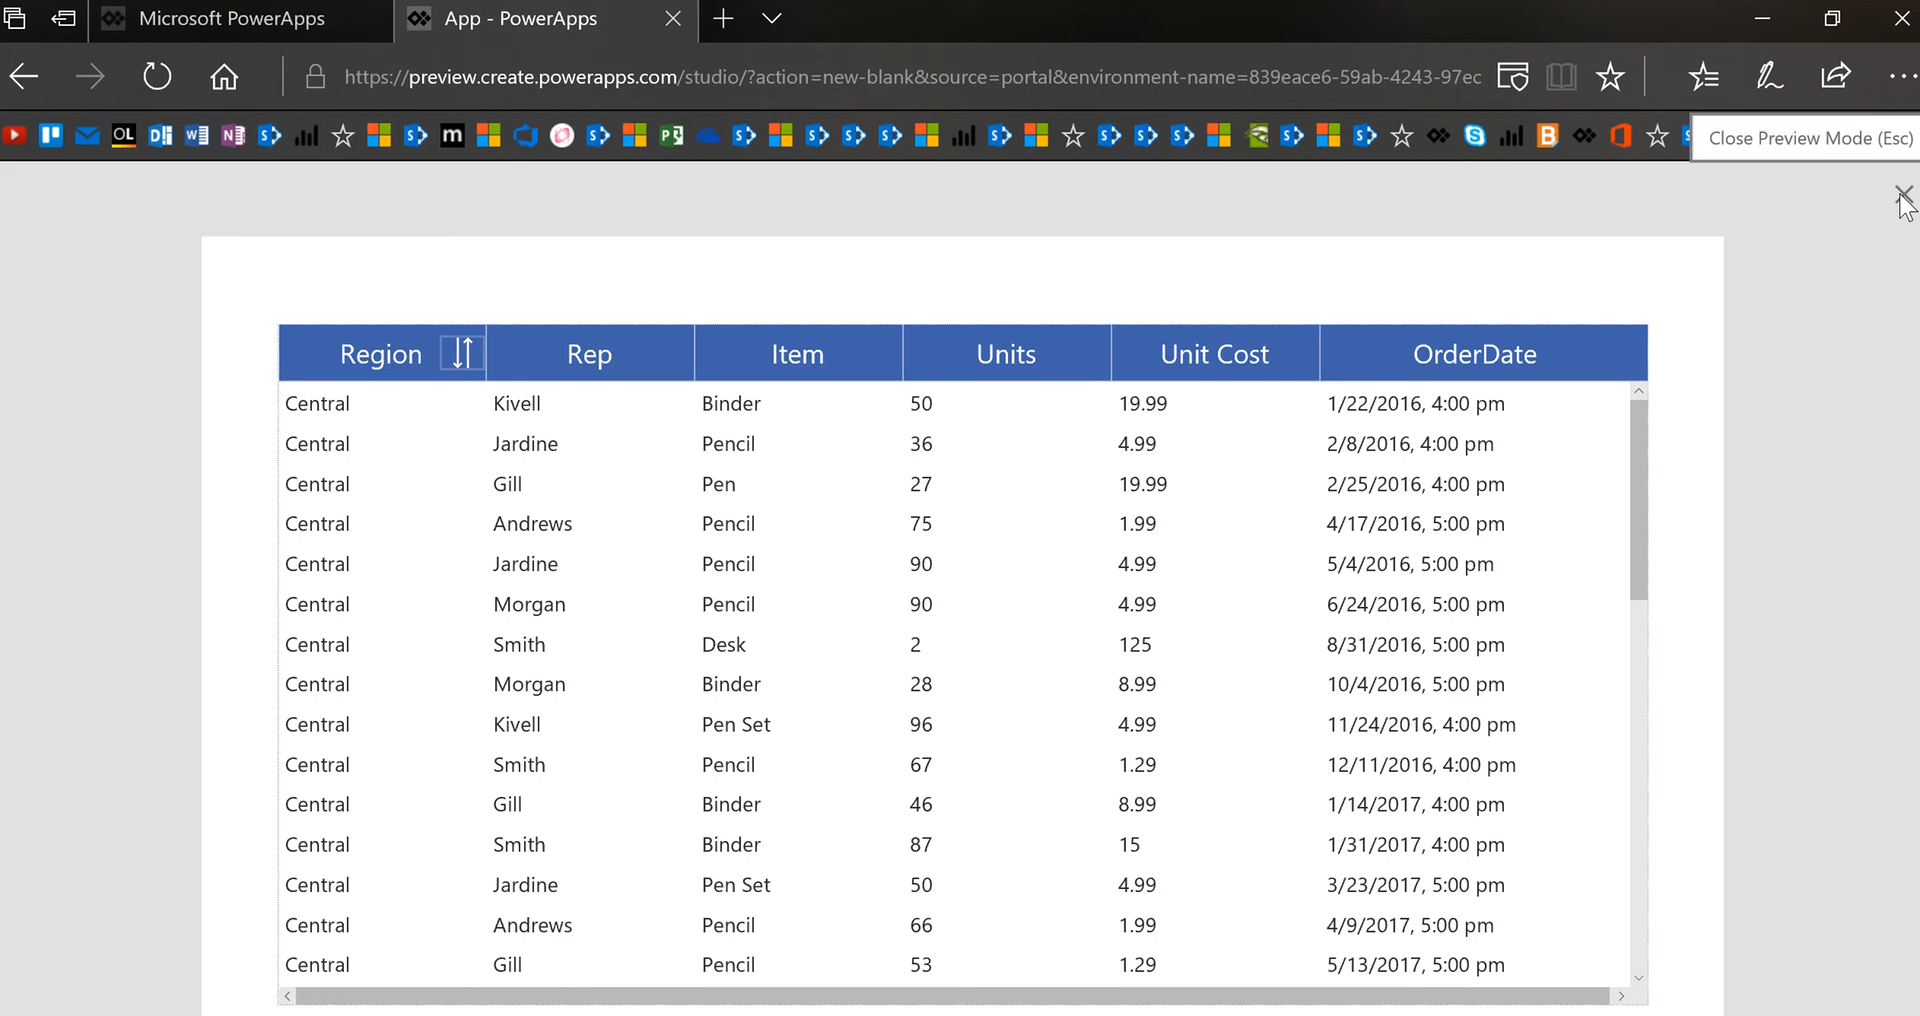 Microsoft PowerApps
App - PowerApps
https://preview.create.powerapps.com/studio/?action=new-blank&source=portal&environment-name=839eace6-59ab-4243-97ec
Close Preview Mode (Esc)
Region Rep Item Units Unit Cost OrderDate
Central Kivell Binder 50 19.99 1/22/2016, 4:00 pm
Central Jardine Pencil 36 4.99 2/8/2016, 4:00 pm
Central Gill Pen 27 19.99 2/25/2016, 4:00 pm
Central Andrews Pencil 75 1.99 4/17/2016, 5:00 pm
Central Jardine Pencil 90 4.99 5/4/2016, 5:00 pm
Central Morgan Pencil 90 4.99 6/24/2016, 5:00 pm
Central Smith Desk 2 125 8/31/2016, 5:00 pm
Central Morgan Binder 28 8.99 10/4/2016, 5:00 pm
Central Kivell Pen Set 96 4.99 11/24/2016, 4:00 pm
Central Smith Pencil 67 1.29 12/11/2016, 4:00 pm
Central Gill Binder 46 8.99 1/14/2017, 4:00 pm
Central Smith Binder 87 15 1/31/2017, 4:00 pm
Central Jardine Pen Set 50 4.99 3/23/2017, 5:00 pm
Central Andrews Pencil 66 1.99 4/9/2017, 5:00 pm
Central Gill Pencil 53 1.29 5/13/2017, 5:00 pm